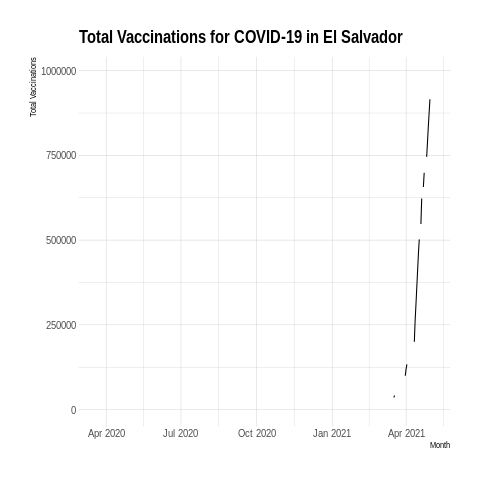 Total Vaccinations for COVID-19 in El Salvador
Total Vaccinations
1000000
750000
500000
250000
0
Apr 2020 Jul 2020 Oct 2020 Jan 2021 Apr 2021
Month